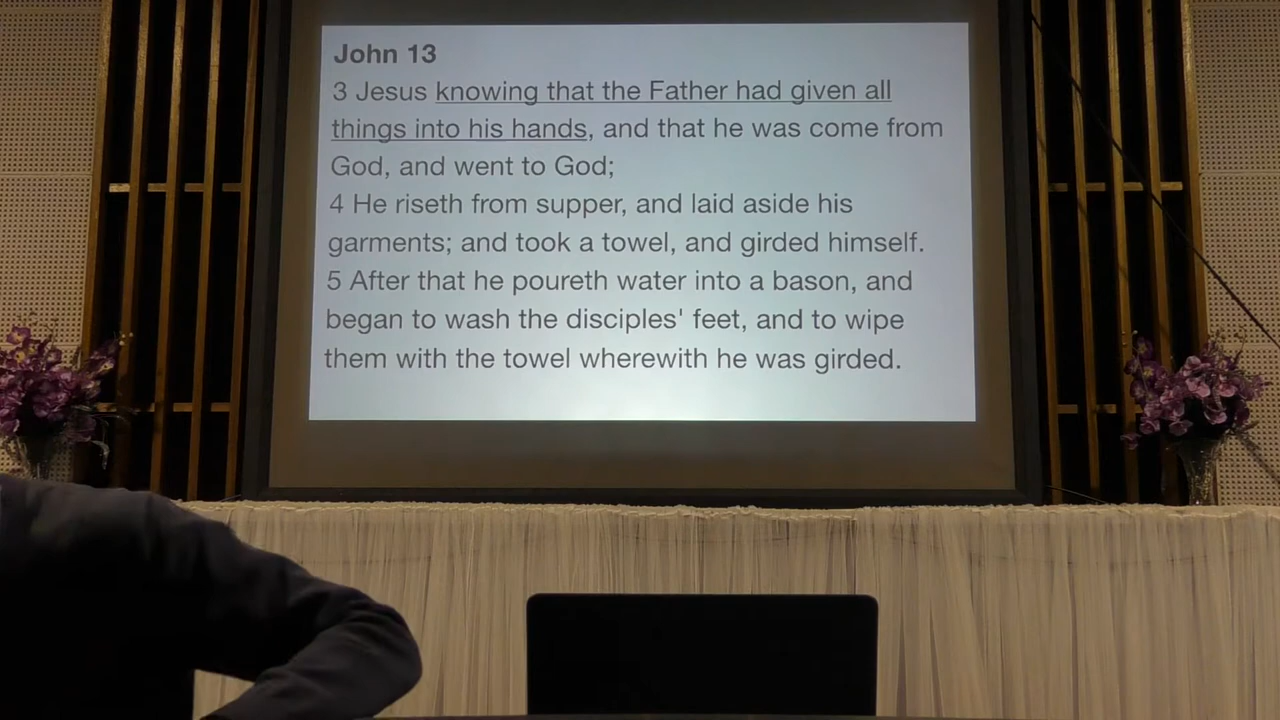 John 13
3 Jesus knowing that the Father had given all
things into his hands, and that he was come from
God, and went to God;
4 He riseth from supper, and laid aside his
garments; and took a towel, and girded himself.
5 After that he poureth water into a bason, and
began to wash the disciples' feet, and to wipe
them with the towel wherewith he was girded.